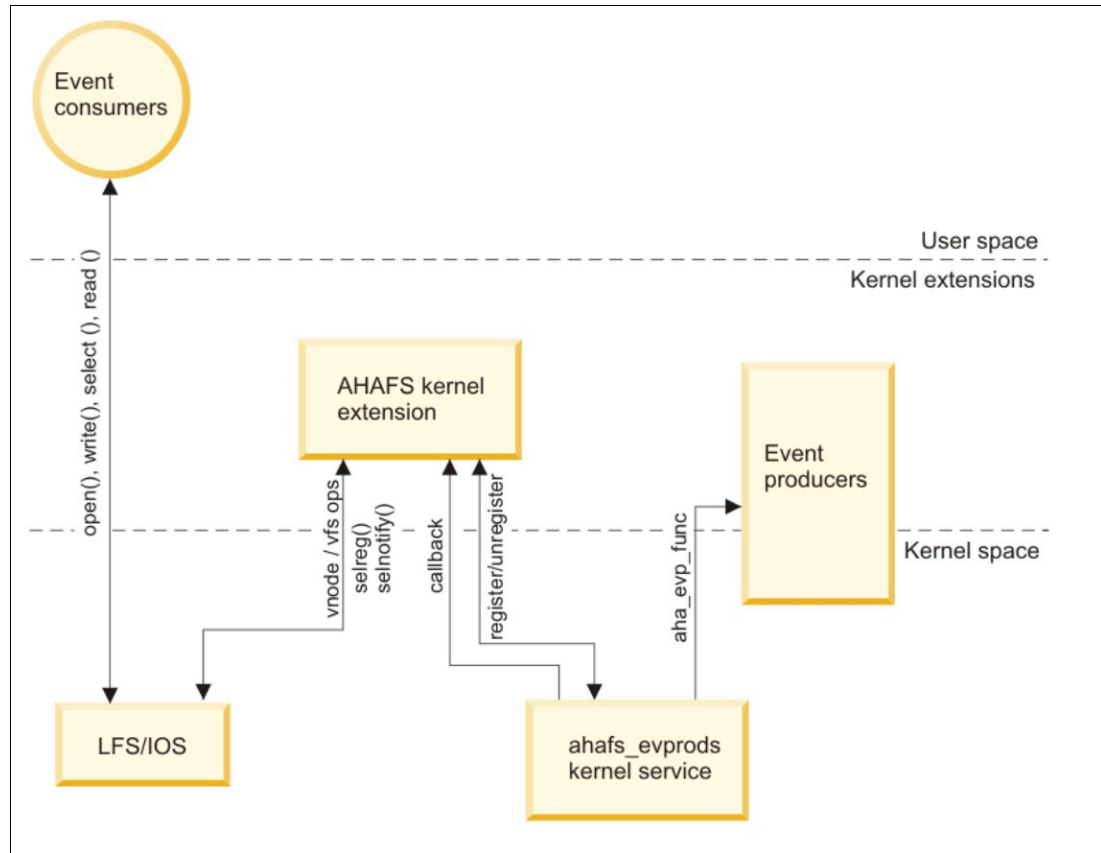 Event
consumers
User space
Kernel extensions
open(), write(), select (), read ()
AHAFS kernel
extension
Event
producers
vnode / vfs ops
selreg()
selnotify()
callback
register/unregister
aha_evp_func
Kernel space
LFS/IOS
ahafs_evprods
kernel service